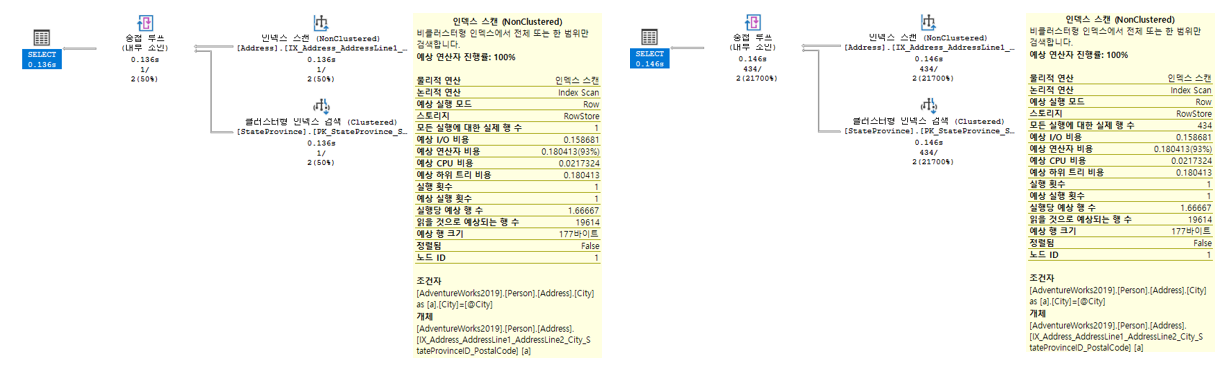 SELECT
0.136s
중첩 루프
(내부 조인)
0.136s
1/
2(50%)
인덱스 스캔 (NonClustered)
[Address].[IX_Address_AddressLine1_…
0.136s
1/
2(50%)
클러스터형 인덱스 검색 (Clustered)
[StateProvince].[PK_StateProvince_S…
0.136s
1/
2(50%)
인덱스 스캔 (NonClustered)
비클러스터형 인덱스에서 전체 또는 한 범위만
검색합니다.
예상 연산자 진행률: 100%
물리적 연산 인덱스 스캔
논리적 연산 Index Scan
예상 실행 모드 Row
스토리지 RowStore
모든 실행에 대한 실제 행 수 1
예상 I/O 비용 0.158681
예상 연산자 비용 0.180413(93%)
예상 CPU 비용 0.0217324
예상 하위 트리 비용 0.180413
실행 횟수 1
예상 실행 횟수 1
실행당 예상 행 수 1.66667
읽을 것으로 예상되는 행 수 19614
예상 행 크기 177바이트
정렬됨 False
노드 ID 1
조건자
[AdventureWorks2019].[Person].[Address].[City]
as [a].[City]=[@City]
개체
[AdventureWorks2019].[Person].[Address].
[IX_Address_AddressLine1_AddressLine2_City_S
tateProvinceID_PostalCode] [a]
SELECT
0.146s
중첩 루프
(내부 조인)
0.146s
434/
2(21700%)
인덱스 스캔 (NonClustered)
[Address].[IX_Address_AddressLine1_…
0.146s
434/
2(21700%)
클러스터형 인덱스 검색 (Clustered)
[StateProvince].[PK_StateProvince_S…
0.146s
434/
2(21700%)
인덱스 스캔 (NonClustered)
비클러스터형 인덱스에서 전체 또는 한 범위만
검색합니다.
예상 연산자 진행률: 100%
물리적 연산 인덱스 스캔
논리적 연산 Index Scan
예상 실행 모드 Row
스토리지 RowStore
모든 실행에 대한 실제 행 수 434
예상 I/O 비용 0.158681
예상 연산자 비용 0.180413(93%)
예상 CPU 비용 0.0217324
예상 하위 트리 비용 0.180413
실행 횟수 1
예상 실행 횟수 1
실행당 예상 행 수 1.66667
읽을 것으로 예상되는 행 수 19614
예상 행 크기 177바이트
정렬됨 False
노드 ID 1
조건자
[AdventureWorks2019].[Person].[Address].[City]
as [a].[City]=[@City]
개체
[AdventureWorks2019].[Person].[Address].
[IX_Address_AddressLine1_AddressLine2_City_S
tateProvinceID_PostalCode] [a]